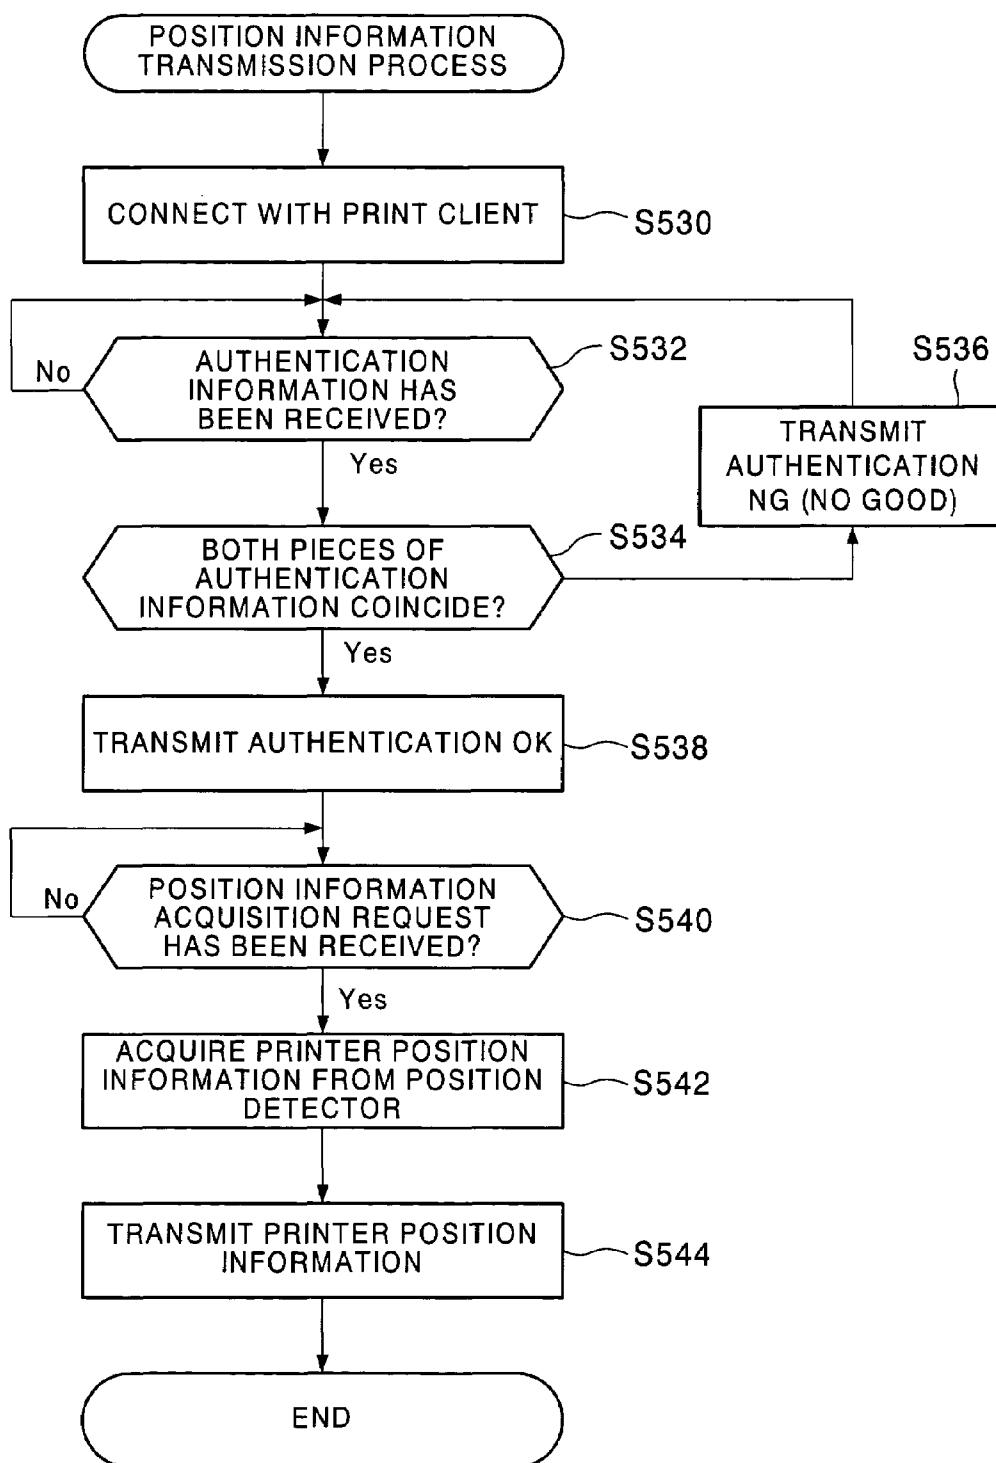 POSITION INFORMATION
TRANSMISSION PROCESS
CONNECT WITH PRINT CLIENT
S530
No
AUTHENTICATION
INFORMATION HAS
BEEN RECEIVED?
S532
S536
TRANSMIT
AUTHENTICATION
NG (NO GOOD)
Yes
BOTH PIECES OF
AUTHENTICATION
INFORMATION COINCIDE?
S534
Yes
TRANSMIT AUTHENTICATION OK
S538
No
POSITION INFORMATION
ACQUISITION REQUEST
HAS BEEN RECEIVED?
S540
Yes
ACQUIRE PRINTER POSITION
INFORMATION FROM POSITION
DETECTOR
S542
TRANSMIT PRINTER POSITION
INFORMATION
S544
END